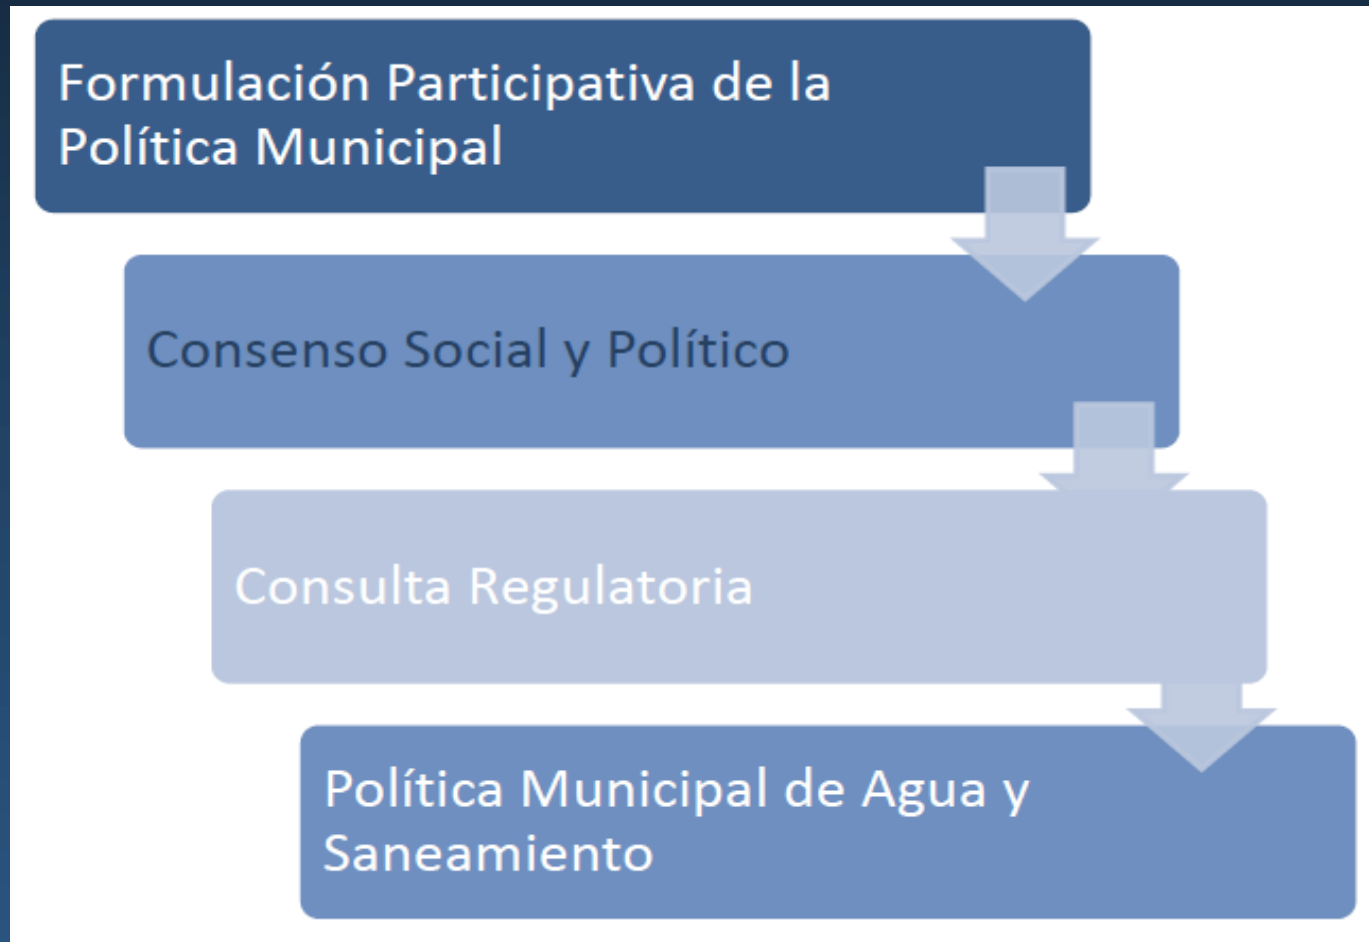 Formulación Participativa de la
Política Municipal
Consenso Social y Político
Consulta Regulatoria
Política Municipal de Agua y
Saneamiento